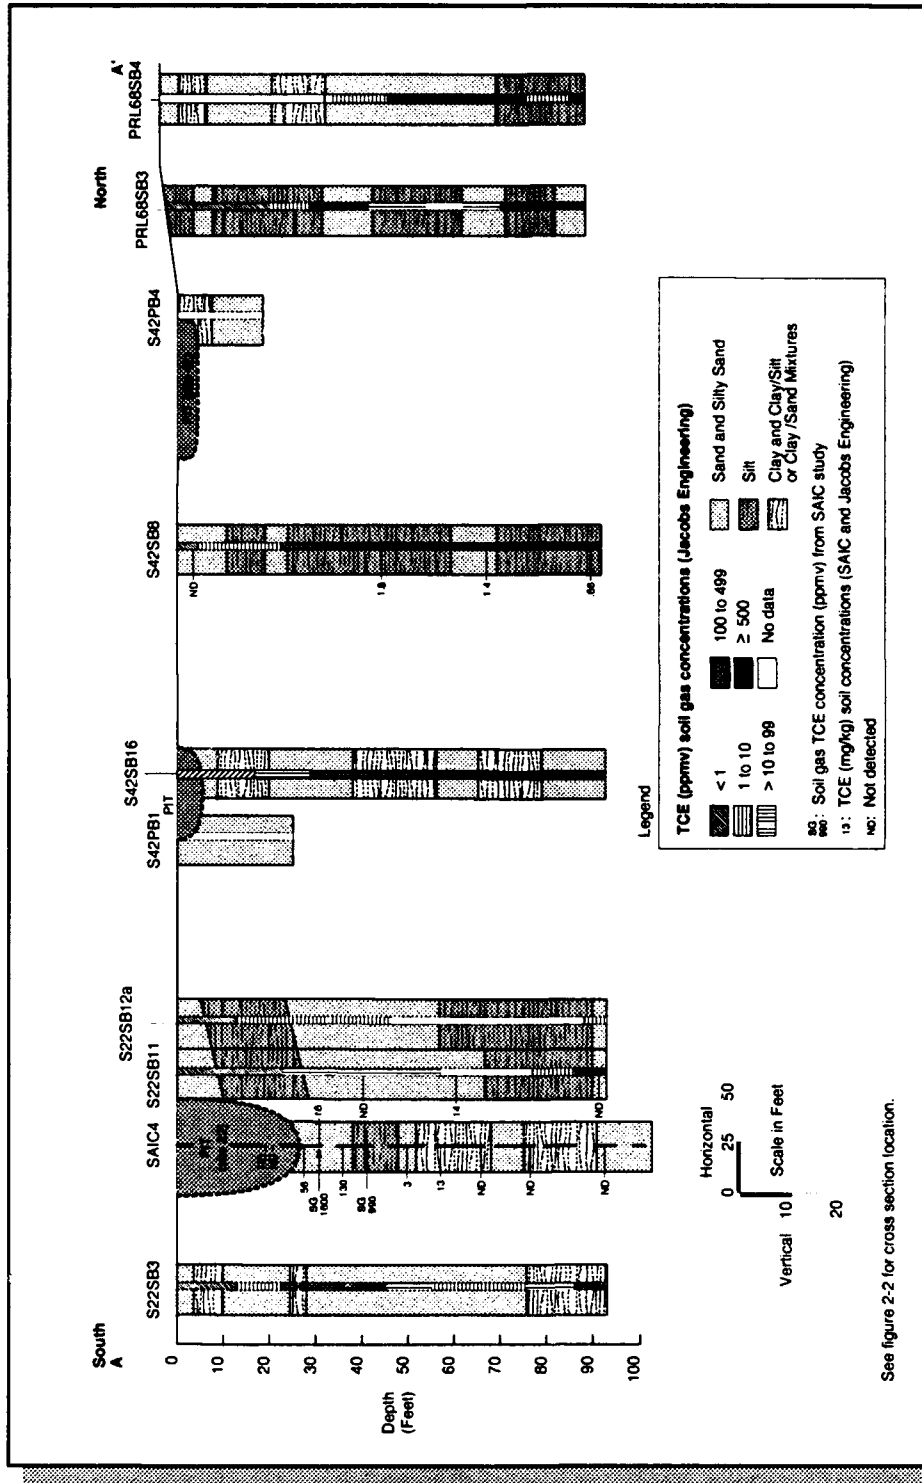 South
A
North
A'
S22SB3
SAIC4
S22SB11
S22SB12a
S42PB1
S42SB16
S42SB8
S42PB4
PRL68SB3
PRL68SB4
Depth
(Feet)
0
10
20
30
40
50
60
70
80
90
100
PIT
56
SG
1600
130
SG
990
3
13
ND
ND
ND
16
ND
14
ND
PIT
ND
1.8
1.4
.66
Horizontal
0 25 50
Vertical 10
20
Scale in Feet
Legend
TCE (ppmv) soil gas concentrations (Jacobs Engineering)
< 1
1 to 10
> 10 to 99
100 to 499
≥ 500
No data
Sand and Silty Sand
Silt
Clay and Clay/Silt
or Clay /Sand Mixtures
SG
990: Soil gas TCE concentration (ppmv) from SAIC study
13: TCE (mg/kg) soil concentrations (SAIC and Jacobs Engineering)
ND: Not detected
See figure 2-2 for cross section location.